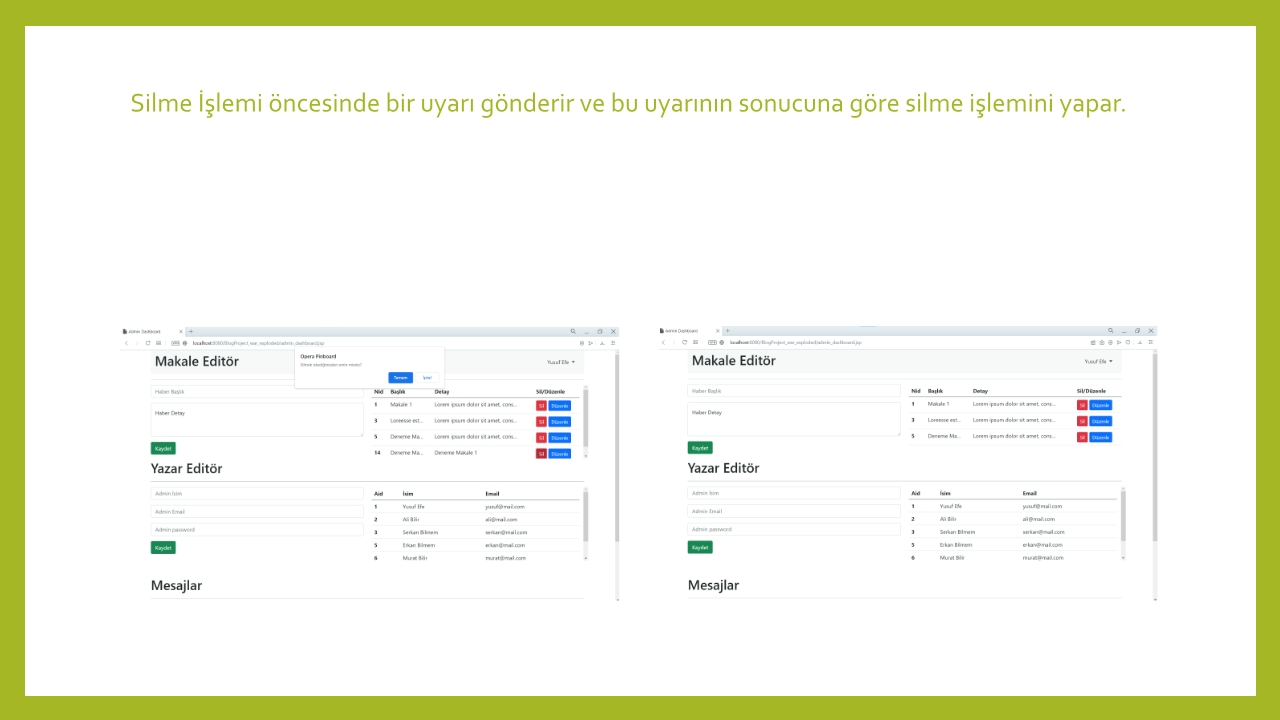 Silme İşlemi öncesinde bir uyarı gönderir ve bu uyarının sonucuna göre silme işlemini yapar.
Admin Dashboard
localhost:8080/BlogProject_war_exploded/admin_dashboard.jsp
Opera Pinboard
Tamam İptal
Makale Editör
Yusuf Efe
Haber Başlık
Haber Detay
Kaydet
Nid Başlık Detay Sil/Düzenle
1 Makale 1 Lorem ipsum dolor sit amet, cons... Sil Düzenle
3 Loreesse est... Lorem ipsum dolor sit amet, cons... Sil Düzenle
5 Deneme Ma... Lorem ipsum dolor sit amet, cons... Sil Düzenle
14 Deneme Ma... Deneme Makale 1 Sil Düzenle
Yazar Editör
Admin İsim
Admin Email
Admin password
Kaydet
Aid İsim Email
1 Yusuf Efe yusuf@mail.com
2 Ali Bilir ali@mail.com
3 Serkan Bilmem serkan@mail.com
5 Erkan Bilmem erkan@mail.com
6 Murat Bilir murat@mail.com
Mesajlar
Admin Dashboard
localhost:8080/BlogProject_war_exploded/admin_dashboard.jsp
Makale Editör
Yusuf Efe
Haber Başlık
Haber Detay
Kaydet
Nid Başlık Detay Sil/Düzenle
1 Makale 1 Lorem ipsum dolor sit amet, cons... Sil Düzenle
3 Loreesse est... Lorem ipsum dolor sit amet, cons... Sil Düzenle
5 Deneme Ma... Lorem ipsum dolor sit amet, cons... Sil Düzenle
Yazar Editör
Admin İsim
Admin Email
Admin password
Kaydet
Aid İsim Email
1 Yusuf Efe yusuf@mail.com
2 Ali Bilir ali@mail.com
3 Serkan Bilmem serkan@mail.com
5 Erkan Bilmem erkan@mail.com
6 Murat Bilir murat@mail.com
Mesajlar